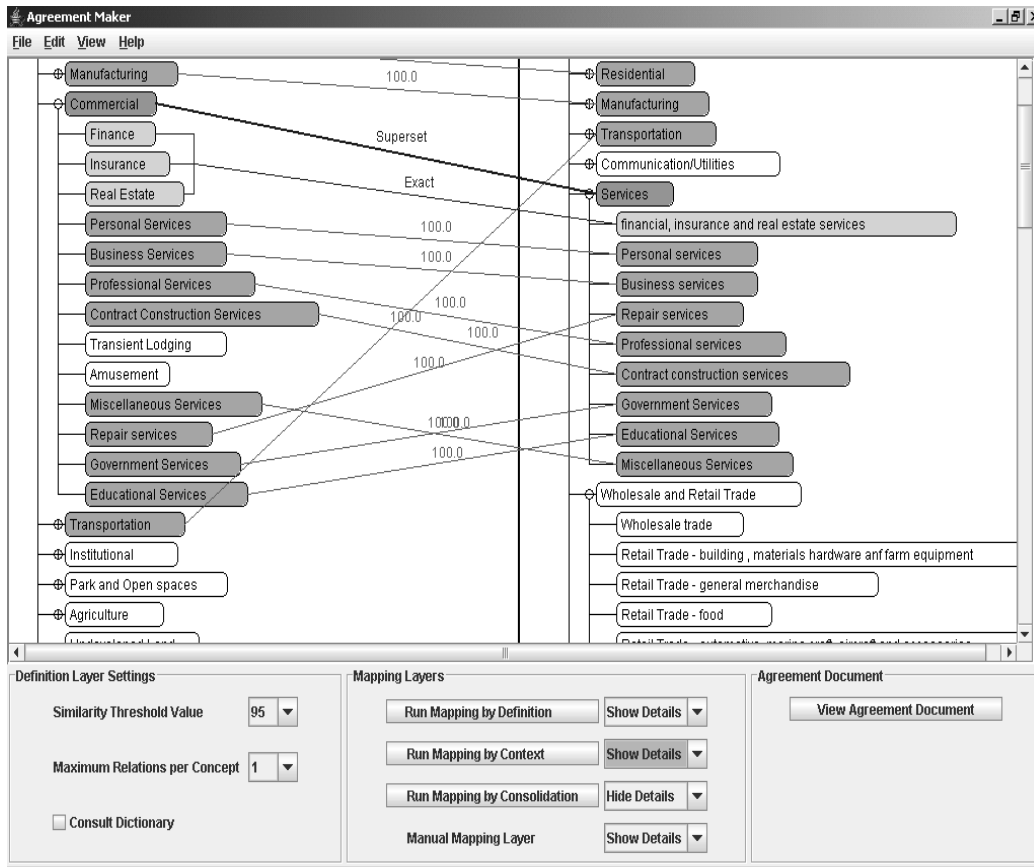 Agreement Maker
File Edit View Help
Manufacturing
Commercial
Finance
Insurance
Real Estate
Personal Services
Business Services
Professional Services
Contract Construction Services
Transient Lodging
Amusement
Miscellaneous Services
Repair services
Government Services
Educational Services
Transportation
Institutional
Park and Open spaces
Agriculture
100.0
Superset
Exact
100.0
100.0
100.0
100.0
100.0
100.0
100.0
100.0
Residential
Manufacturing
Transportation
Communication/Utilities
Services
financial, insurance and real estate services
Personal services
Business services
Repair services
Professional services
Contract construction services
Government Services
Educational Services
Miscellaneous Services
Wholesale and Retail Trade
Wholesale trade
Retail Trade - building , materials hardware anf farm equipment
Retail Trade - general merchandise
Retail Trade - food
Definition Layer Settings
Similarity Threshold Value 95
Maximum Relations per Concept 1
Consult Dictionary
Mapping Layers
Run Mapping by Definition Show Details
Run Mapping by Context Show Details
Run Mapping by Consolidation Hide Details
Manual Mapping Layer Show Details
Agreement Document
View Agreement Document